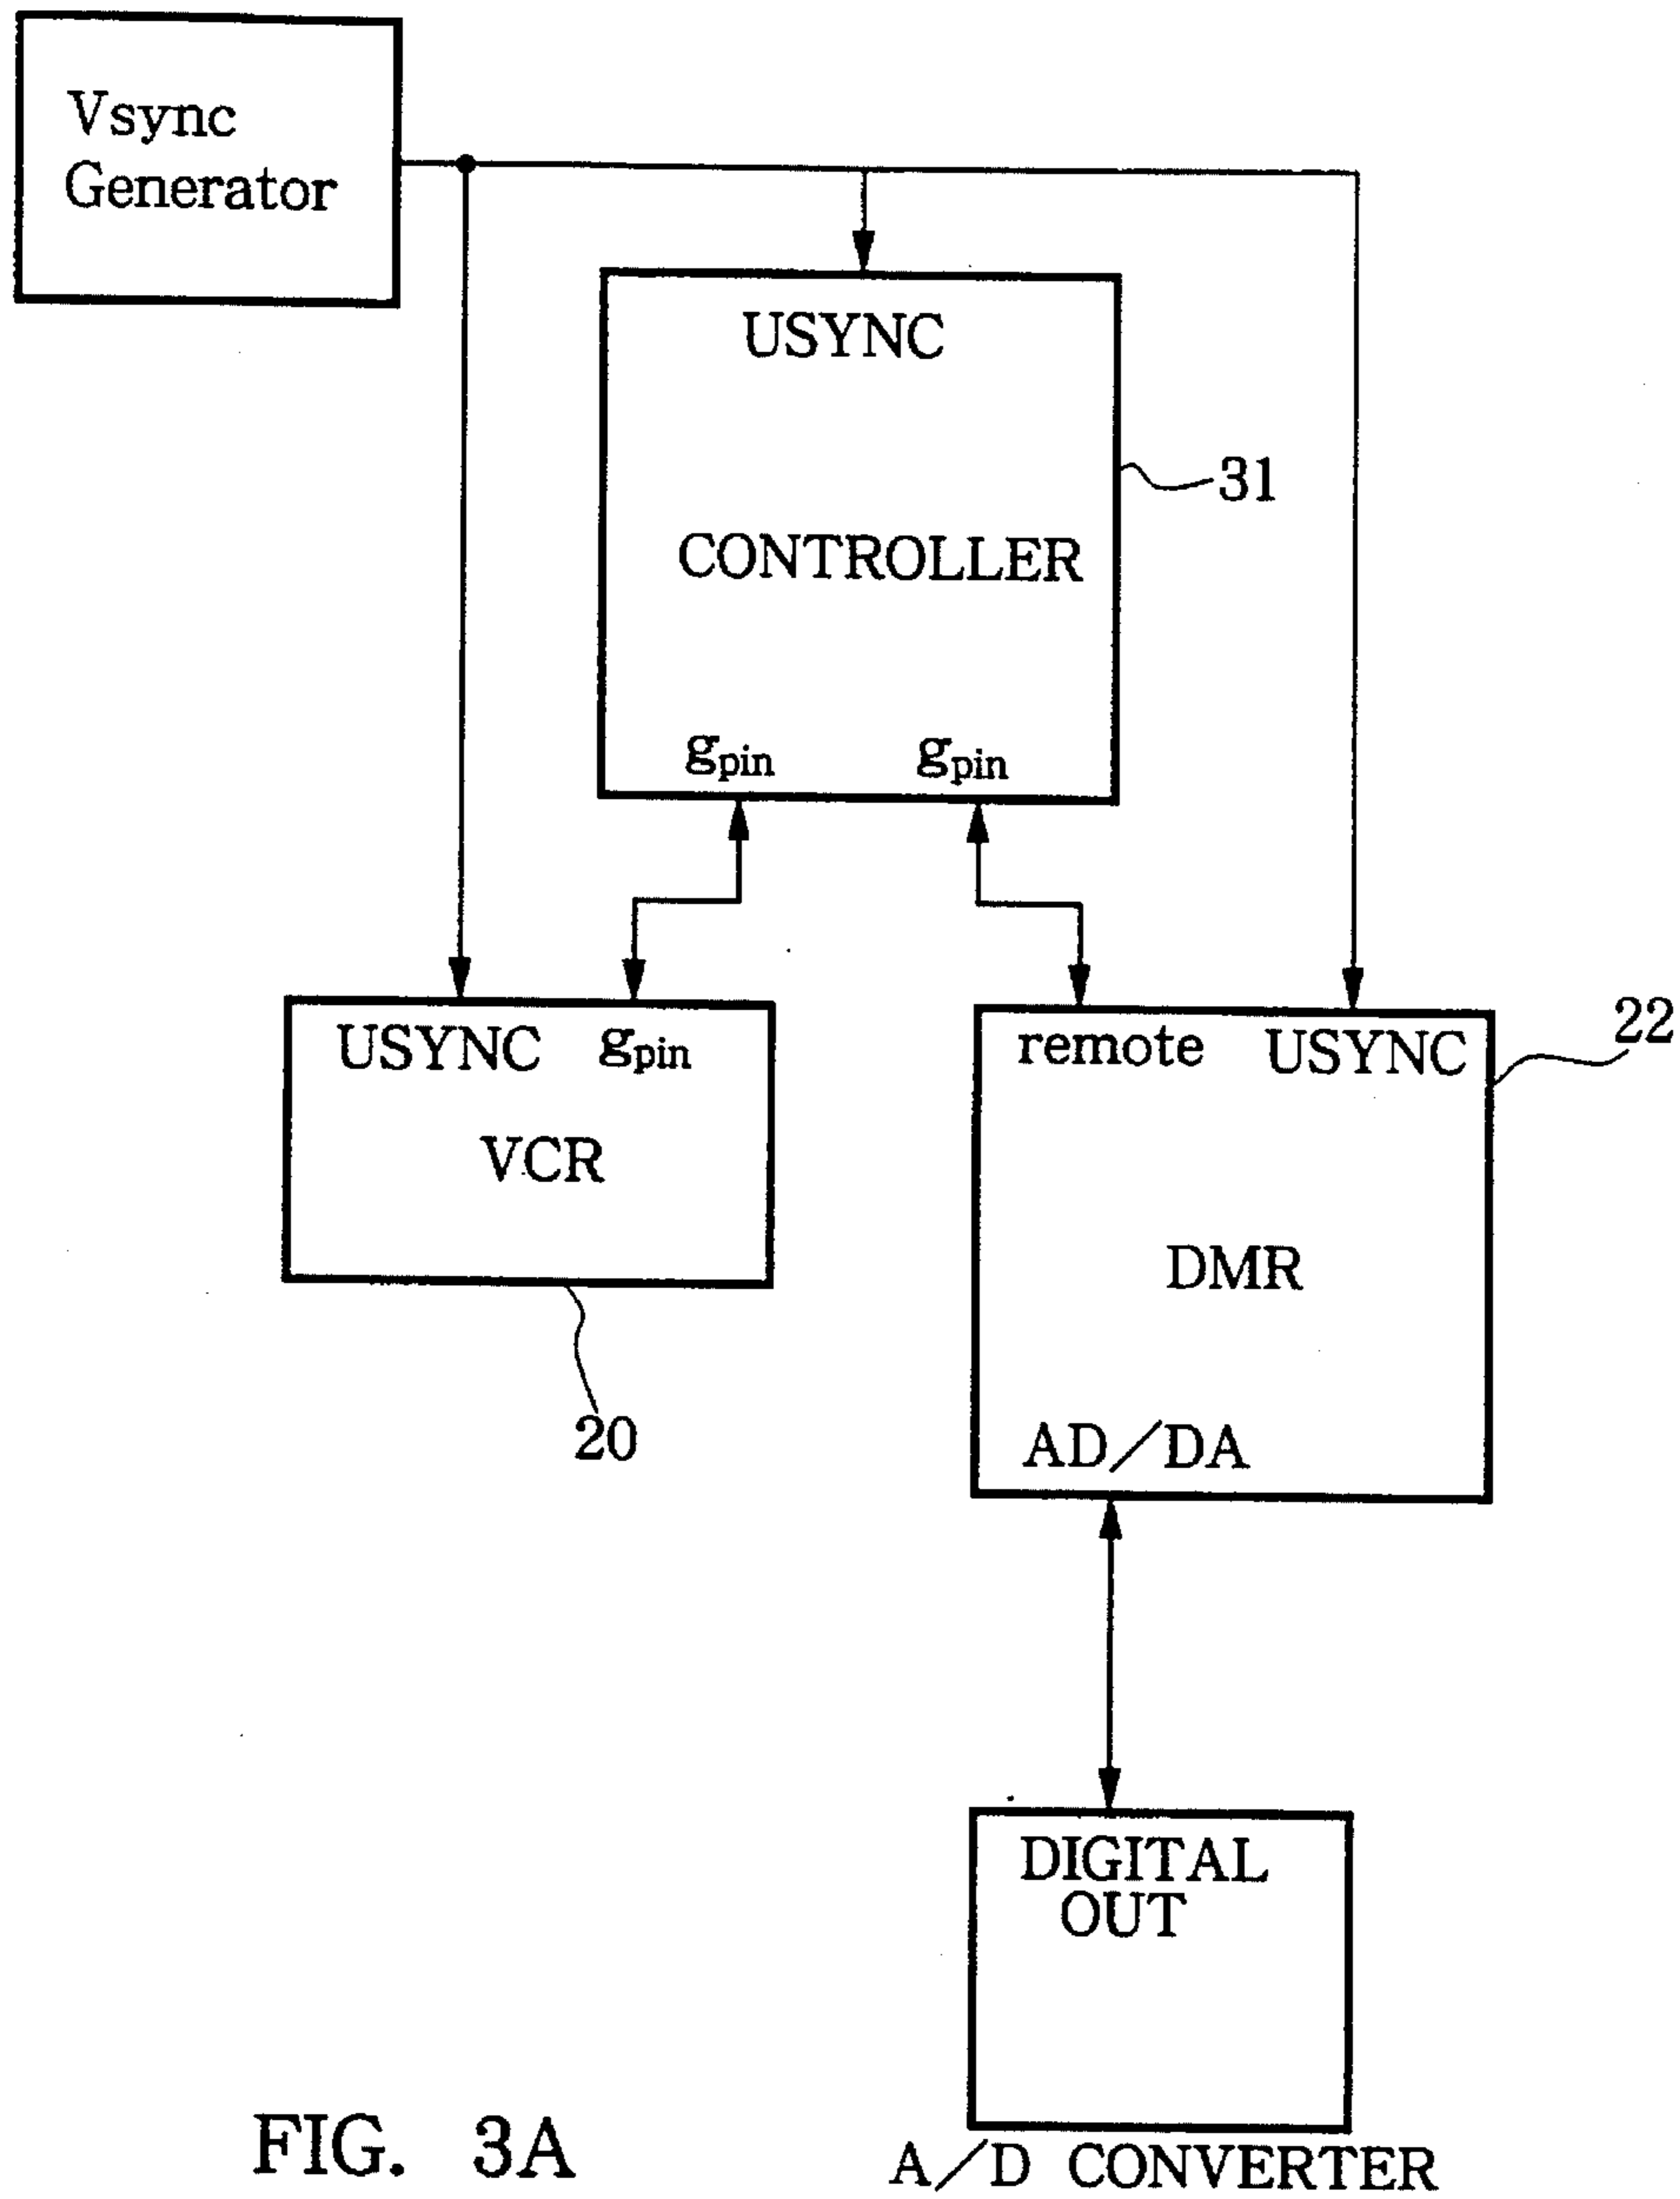 Vsync
Generator
USYNC
31
CONTROLLER
gpin gpin
USYNC gpin
VCR
20
remote USYNC
22
DMR
AD/DA
DIGITAL
OUT
A/D CONVERTER
FIG. 3A